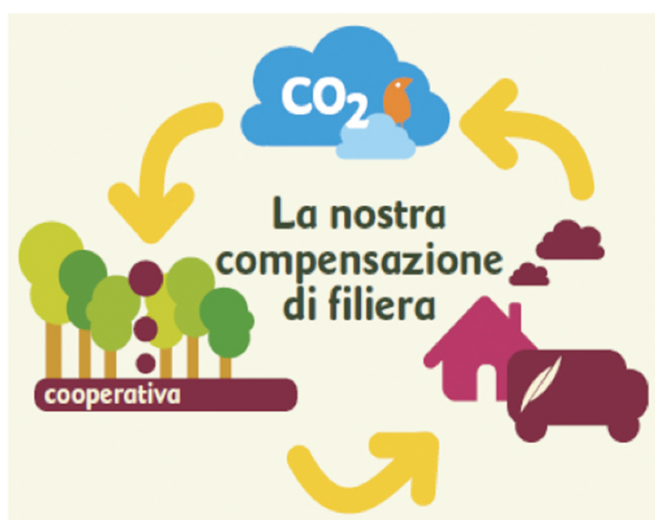 CO2
La nostra
compensazione
di filiera
cooperativa